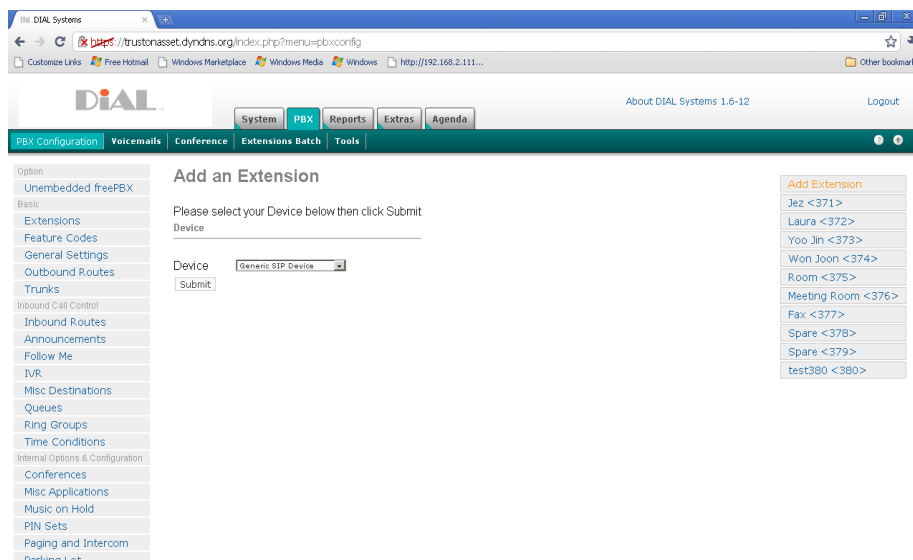 DIAL Systems
https://trustonasset.dyndns.org/index.php?menu=pbxconfig
Customize Links Free Hotmail Windows Marketplace Windows Media Windows http://192.168.2.111... Other bookmar
DiAL
About DIAL Systems 1.6-12 Logout
System PBX Reports Extras Agenda
PBX Configuration Voicemails Conference Extensions Batch Tools
Option
Unembedded freePBX
Basic
Extensions
Feature Codes
General Settings
Outbound Routes
Trunks
Inbound Call Control
Inbound Routes
Announcements
Follow Me
IVR
Misc Destinations
Queues
Ring Groups
Time Conditions
Internal Options & Configuration
Conferences
Misc Applications
Music on Hold
PIN Sets
Paging and Intercom
Parking Lot
Add an Extension
Please select your Device below then click Submit
Device
Device Generic SIP Device
Submit
Add Extension
Jez <371>
Laura <372>
Yoo Jin <373>
Won Joon <374>
Room <375>
Meeting Room <376>
Fax <377>
Spare <378>
Spare <379>
test380 <380>